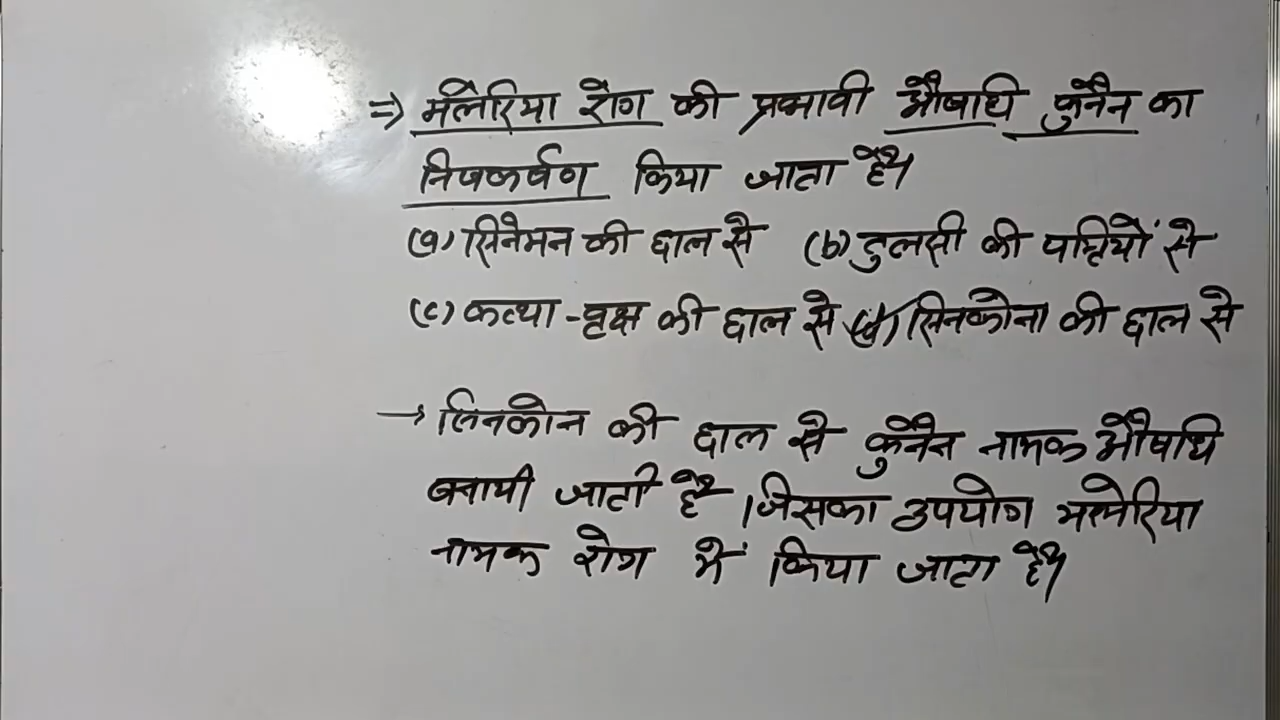 ⇒ मलेरिया रोग की प्रभावी औषधि कुनैन का
निष्कर्षण किया जाता है।
(a) सिनेमन की छाल से (b) तुलसी की पत्तियों से
(c) कत्था-वृक्ष की छाल से (d) सिनकोना की छाल से
→ सिनकोन की छाल से कुनैन नामक औषधि
बनायी जाती है, जिसका उपयोग मलेरिया
नामक रोग में किया जाता है।